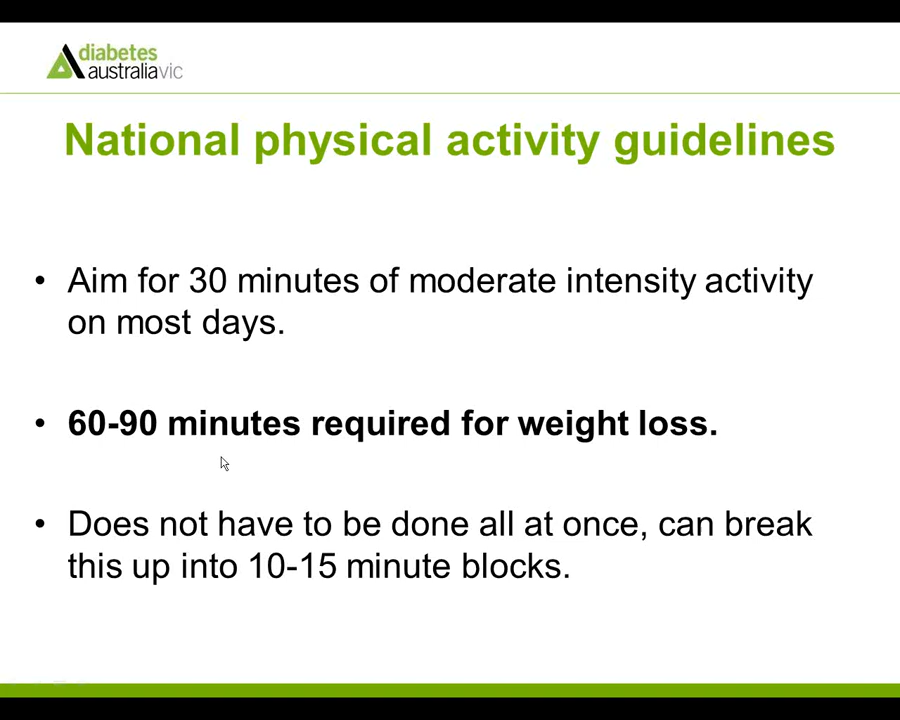 diabetes
australiavic
National physical activity guidelines
• Aim for 30 minutes of moderate intensity activity
on most days.
• 60-90 minutes required for weight loss.
• Does not have to be done all at once, can break
this up into 10-15 minute blocks.